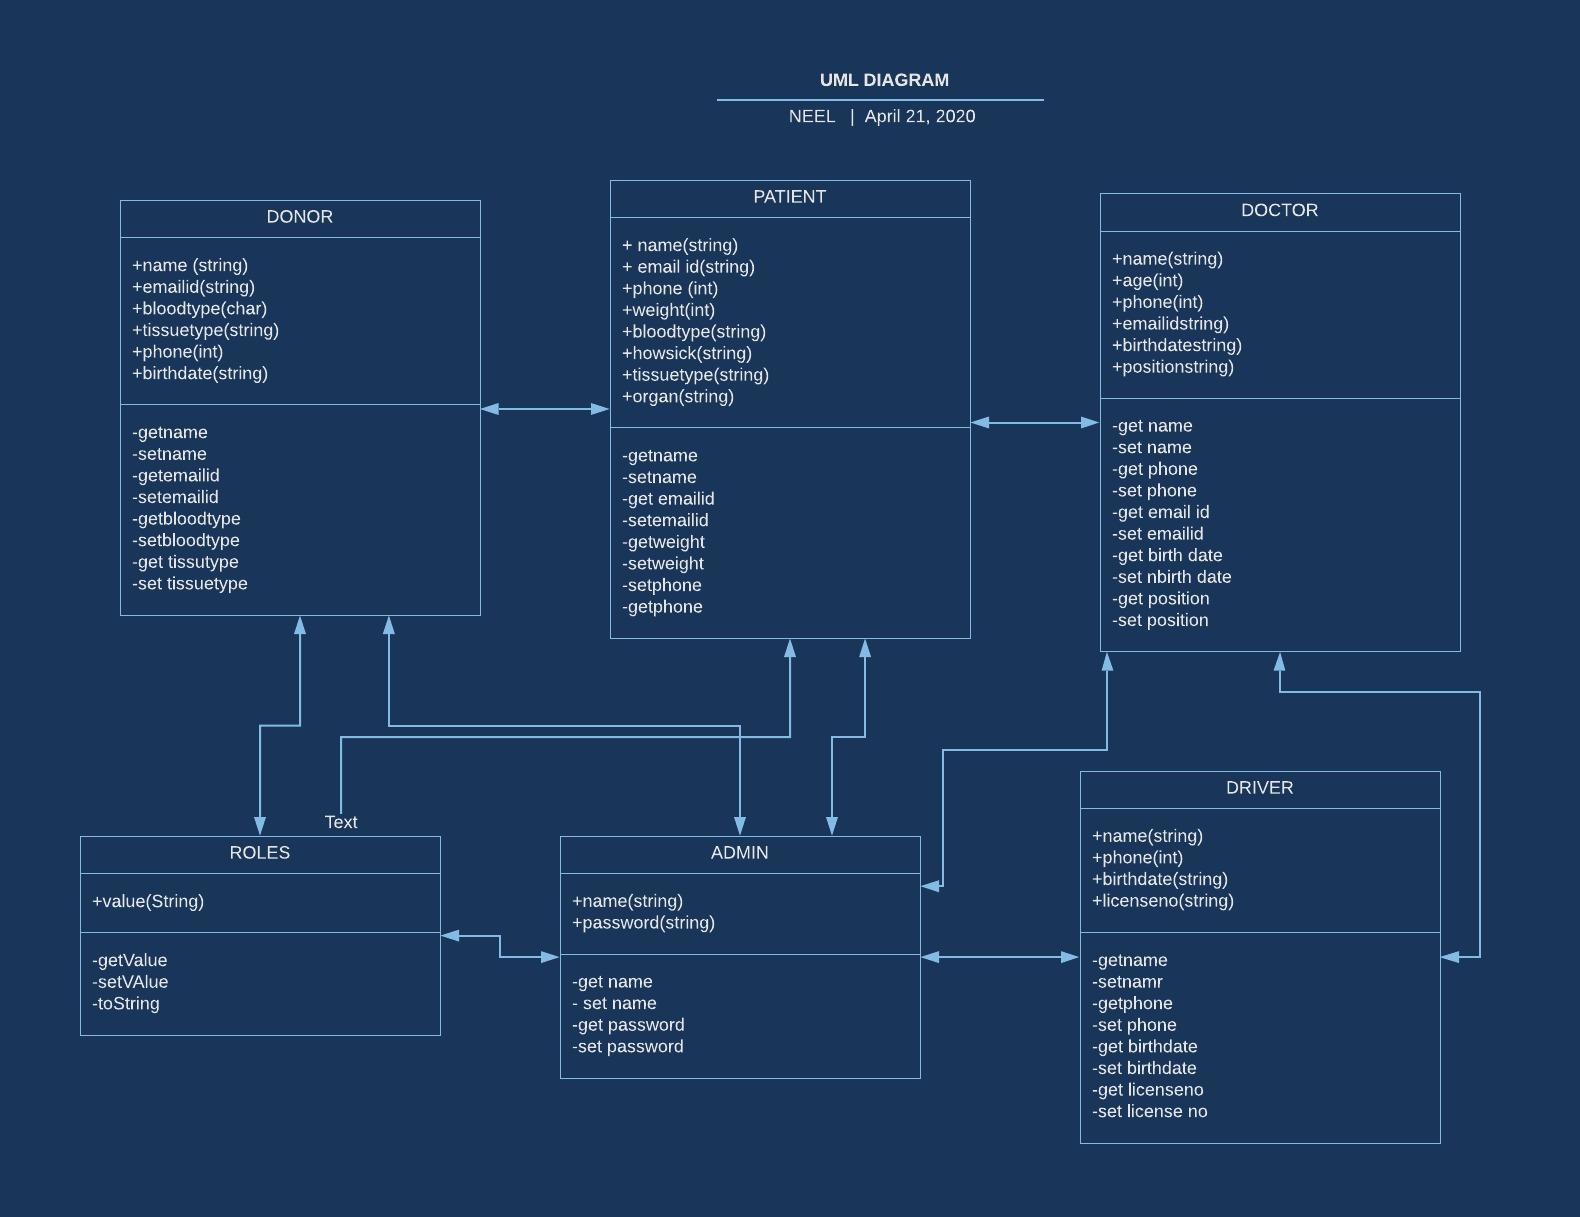 UML DIAGRAM
NEEL | April 21, 2020
DONOR
+name (string)
+emailid(string)
+bloodtype(char)
+tissuetype(string)
+phone(int)
+birthdate(string)
-getname
-setname
-getemailid
-setemailid
-getbloodtype
-setbloodtype
-get tissutype
-set tissuetype
PATIENT
+ name(string)
+ email id(string)
+phone (int)
+weight(int)
+bloodtype(string)
+howsick(string)
+tissuetype(string)
+organ(string)
-getname
-setname
-get emailid
-setemailid
-getweight
-setweight
-setphone
-getphone
DOCTOR
+name(string)
+age(int)
+phone(int)
+emailidstring)
+birthdatestring)
+positionstring)
-get name
-set name
-get phone
-set phone
-get email id
-set emailid
-get birth date
-set nbirth date
-get position
-set position
Text
ROLES
+value(String)
-getValue
-setVAlue
-toString
ADMIN
+name(string)
+password(string)
-get name
- set name
-get password
-set password
DRIVER
+name(string)
+phone(int)
+birthdate(string)
+licenseno(string)
-getname
-setnamr
-getphone
-set phone
-get birthdate
-set birthdate
-get licenseno
-set license no